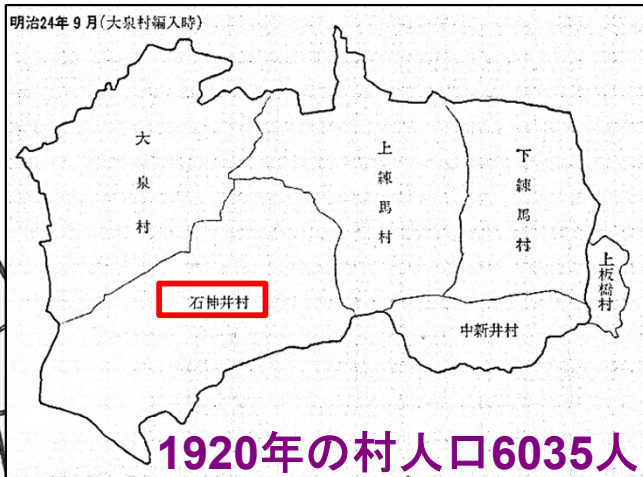 明治24年９月(大泉村編入時)
大泉村
上練馬村
下練馬村
上板橋村
石神井村
中新井村
1920年の村人口6035人